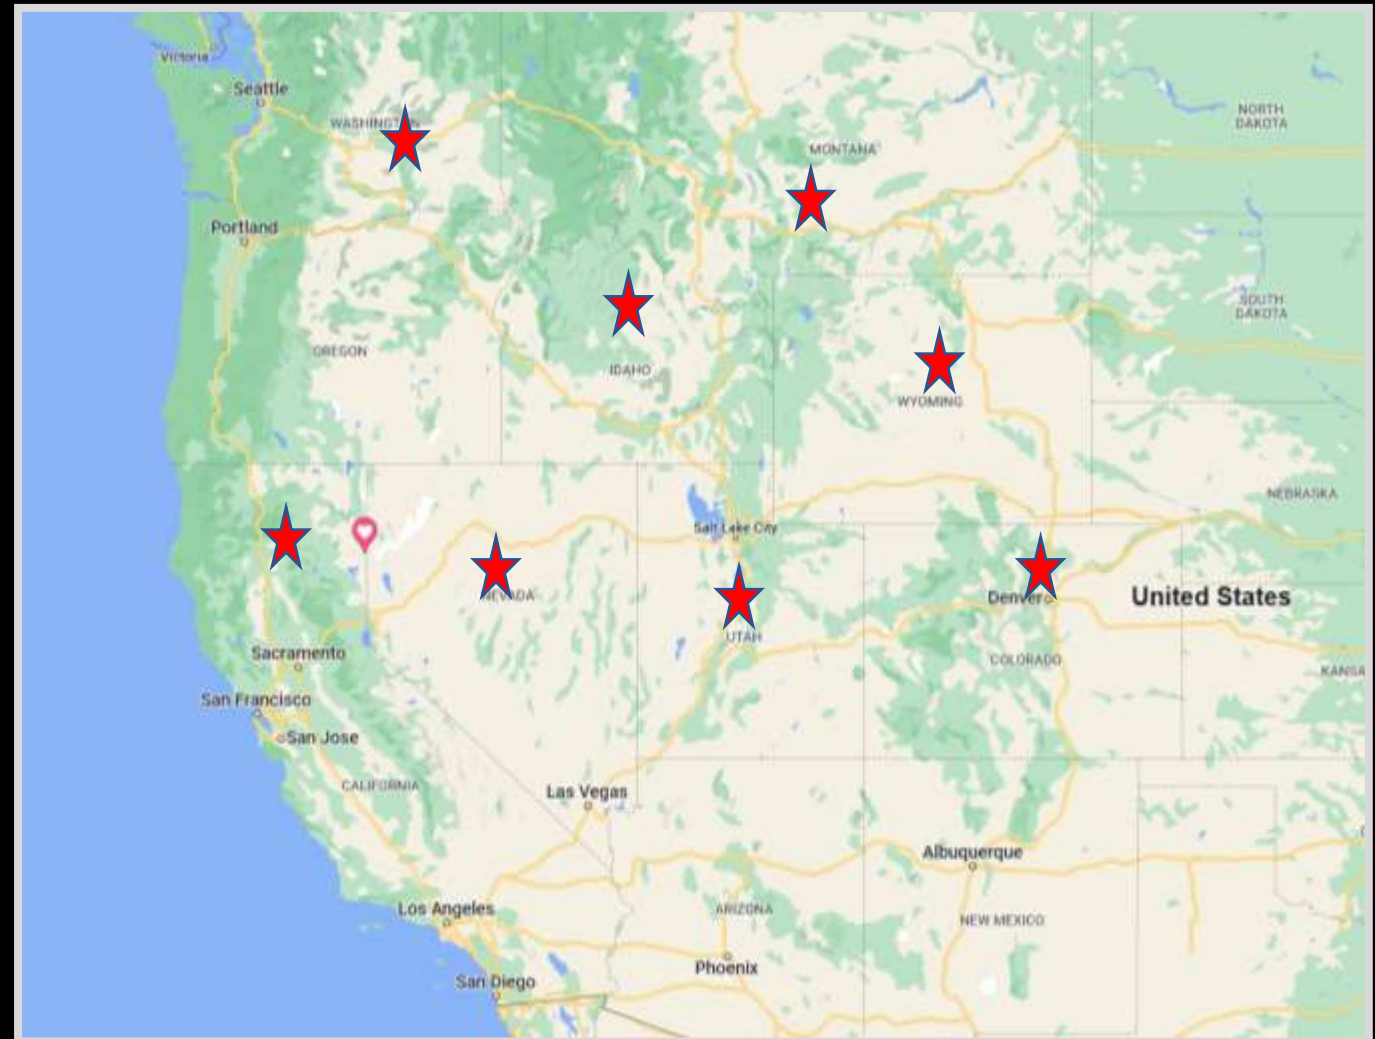 Victoria
Seattle
WASHINGTON
NORTH
DAKOTA
MONTANA
Portland
SOUTH
DAKOTA
OREGON
IDAHO
WYOMING
NEBRASKA
Salt Lake City
NEVADA
Denver
United States
UTAH
Sacramento
COLORADO
KANSA
San Francisco
San Jose
CALIFORNIA
Las Vegas
Albuquerque
Los Angeles
ARIZONA
NEW MEXICO
Phoenix
San Diego